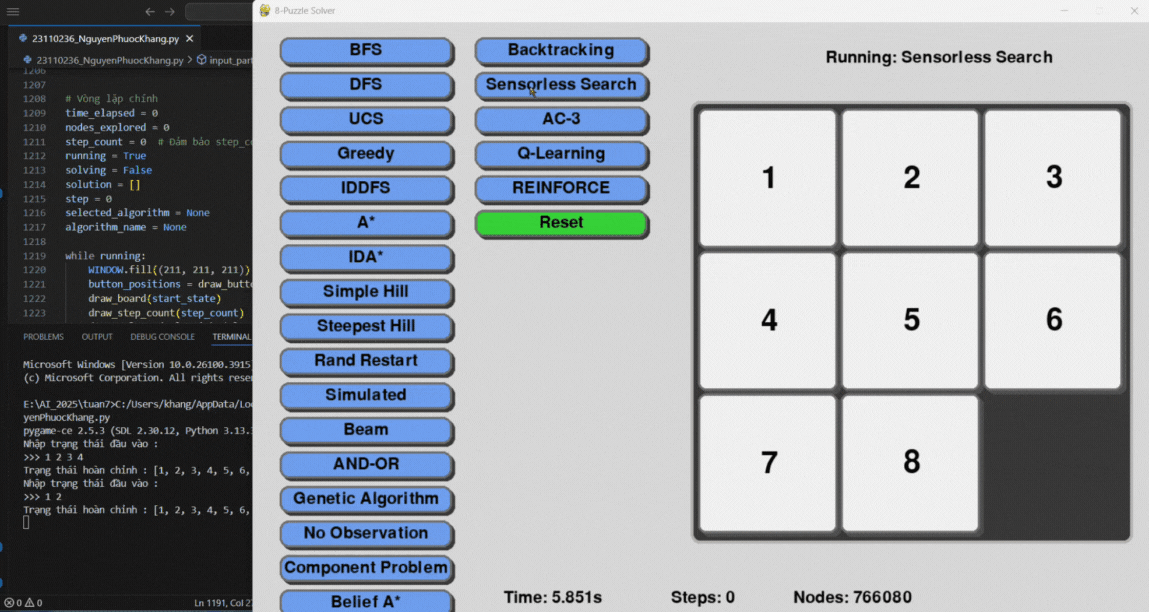 8-Puzzle Solver
23110236_NguyenPhuocKhang.py
23110236_NguyenPhuocKhang.py > input_part
1206
1207
1208 # Vòng lặp chính
1209 time_elapsed = 0
1210 nodes_explored = 0
1211 step_count = 0 # Đảm bảo step_co
1212 running = True
1213 solving = False
1214 solution = []
1215 step = 0
1216 selected_algorithm = None
1217 algorithm_name = None
1218
1219 while running:
1220 WINDOW.fill((211, 211, 211))
1221 button_positions = draw_butto
1222 draw_board(start_state)
1223 draw_step_count(step_count)
PROBLEMS OUTPUT DEBUG CONSOLE TERMINAL
Microsoft Windows [Version 10.0.26100.3915
(c) Microsoft Corporation. All rights rese
E:\AI_2025\tuan7>C:/Users/khang/AppData/Loc
yenPhuocKhang.py
pygame-ce 2.5.3 (SDL 2.30.12, Python 3.13.
Nhập trạng thái đầu vào :
>>> 1 2 3 4
Trạng thái hoàn chỉnh : [1, 2, 3, 4, 5, 6,
Nhập trạng thái đầu vào :
>>> 1 2
Trạng thái hoàn chỉnh : [1, 2, 3, 4, 5, 6,
0 0
Ln 1191, Col 2
BFS
DFS
UCS
Greedy
IDDFS
A*
IDA*
Simple Hill
Steepest Hill
Rand Restart
Simulated
Beam
AND-OR
Genetic Algorithm
No Observation
Component Problem
Belief A*
Backtracking
Sensorless Search
AC-3
Q-Learning
REINFORCE
Reset
Running: Sensorless Search
1 2 3
4 5 6
7 8
Time: 5.851s Steps: 0 Nodes: 766080